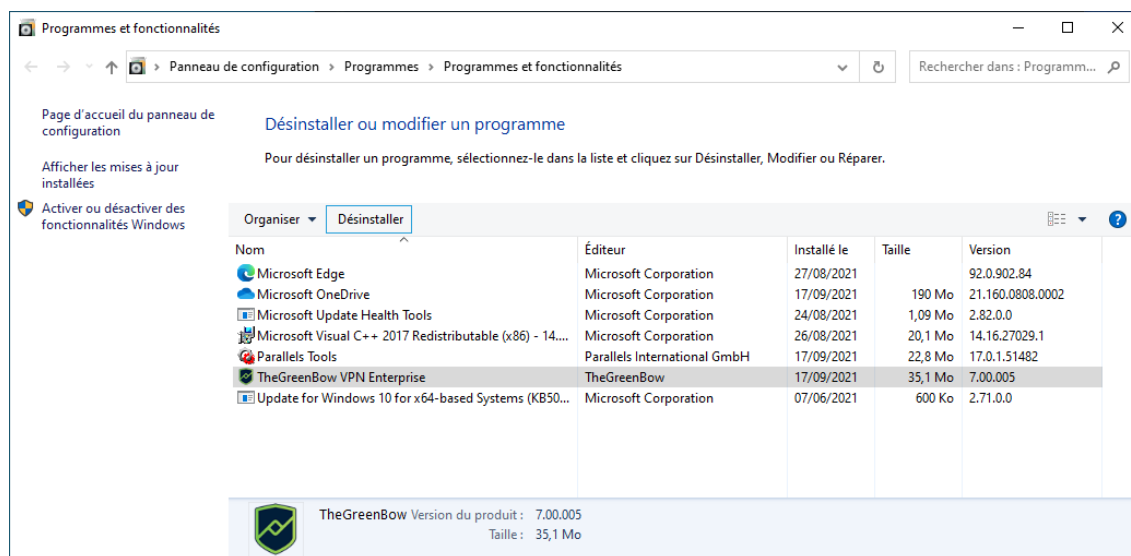 Programmes et fonctionnalités
Panneau de configuration > Programmes > Programmes et fonctionnalités
Rechercher dans : Programm...
Page d'accueil du panneau de
configuration
Afficher les mises à jour
installées
Activer ou désactiver des
fonctionnalités Windows
Désinstaller ou modifier un programme
Pour désinstaller un programme, sélectionnez-le dans la liste et cliquez sur Désinstaller, Modifier ou Réparer.
Organiser Désinstaller
Nom Éditeur Installé le Taille Version
Microsoft Edge Microsoft Corporation 27/08/2021 92.0.902.84
Microsoft OneDrive Microsoft Corporation 17/09/2021 190 Mo 21.160.0808.0002
Microsoft Update Health Tools Microsoft Corporation 24/08/2021 1,09 Mo 2.82.0.0
Microsoft Visual C++ 2017 Redistributable (x86) - 14.... Microsoft Corporation 26/08/2021 20,1 Mo 14.16.27029.1
Parallels Tools Parallels International GmbH 17/09/2021 22,8 Mo 17.0.1.51482
TheGreenBow VPN Enterprise TheGreenBow 17/09/2021 35,1 Mo 7.00.005
Update for Windows 10 for x64-based Systems (KB50... Microsoft Corporation 07/06/2021 600 Ko 2.71.0.0
TheGreenBow Version du produit : 7.00.005
Taille : 35,1 Mo